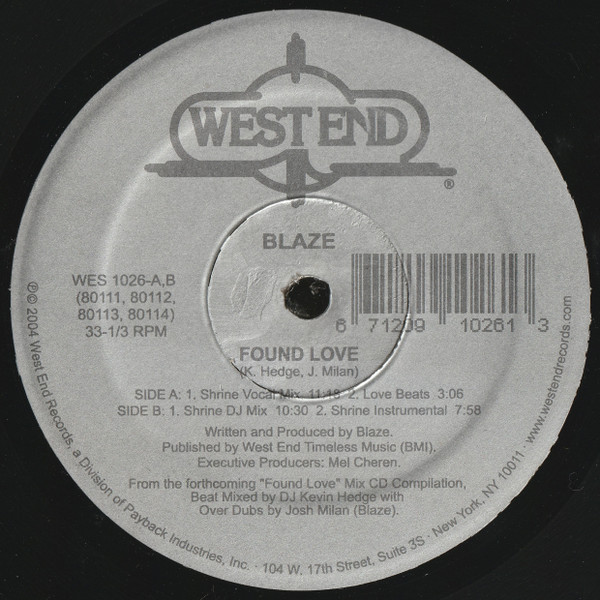 WEST END
®
BLAZE
WES 1026-A,B
(80111, 80112,
80113, 80114)
33-1/3 RPM
6 71209 10261 3
FOUND LOVE
(K. Hedge, J. Milan)
SIDE A: 1. Shrine Vocal Mix 11:18 2. Love Beats 3:06
SIDE B: 1. Shrine DJ Mix 10:30 2. Shrine Instrumental 7:58
Written and Produced by Blaze.
Published by West End Timeless Music (BMI).
Executive Producers: Mel Cheren.
From the forthcoming "Found Love" Mix CD Compilation,
Beat Mixed by DJ Kevin Hedge with
Over Dubs by Josh Milan (Blaze).
℗© 2004 West End Records, a Division of Payback Industries, Inc. · 104 W. 17th Street, Suite 3S · New York, NY 10011 · www.westendrecords.com